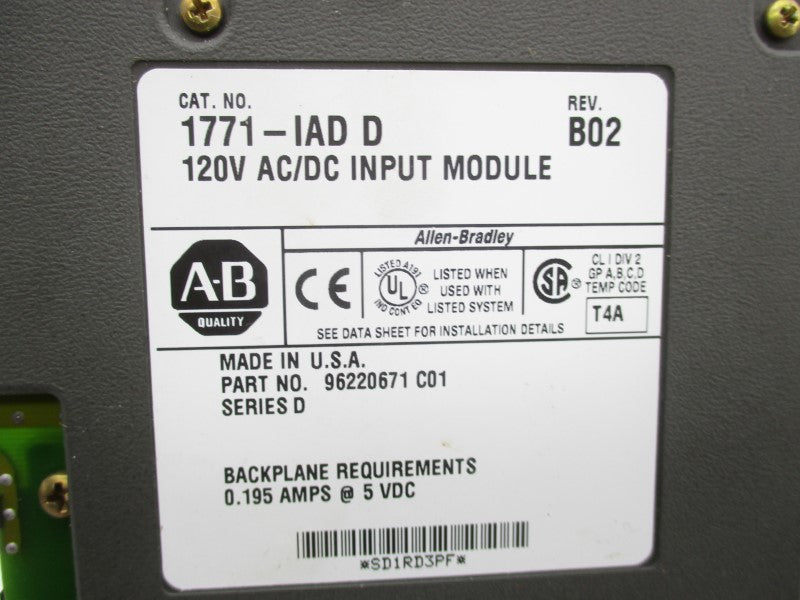 CAT. NO.
1771-IAD D
REV.
B02
120V AC/DC INPUT MODULE
Allen-Bradley
A-B
QUALITY
CE
LISTED A191
UL
IND CONT EQ
®
LISTED WHEN
USED WITH
LISTED SYSTEM
SA
®
CL I DIV 2
GP A,B,C,D
TEMP CODE
T4A
SEE DATA SHEET FOR INSTALLATION DETAILS
MADE IN U.S.A.
PART NO. 96220671 C01
SERIES D
BACKPLANE REQUIREMENTS
0.195 AMPS @ 5 VDC
*SD1RD3PF*